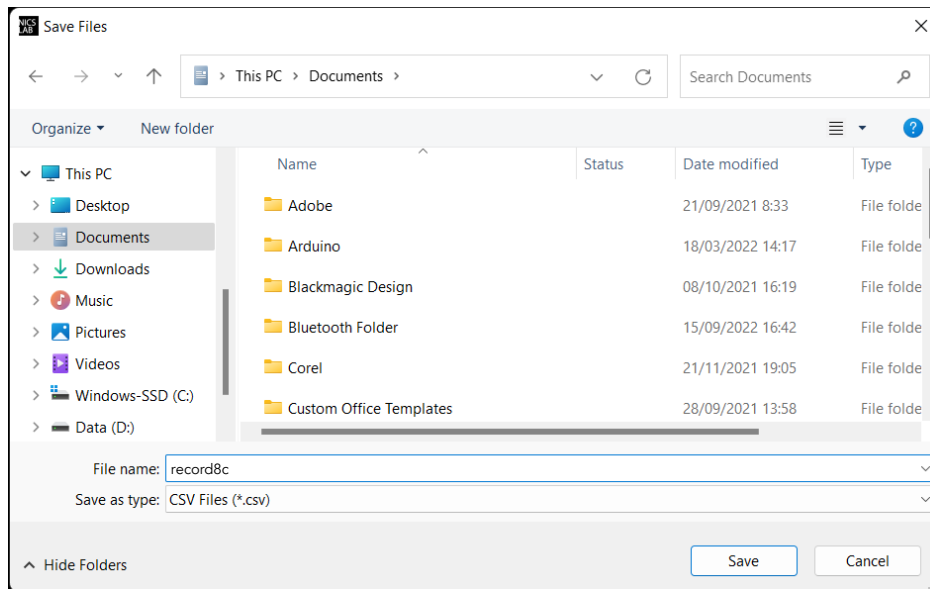 NICS
LAB
Save Files
This PC > Documents >
Search Documents
Organize
New folder
?
Name
Status
Date modified
Type
This PC
Desktop
Documents
Downloads
Music
Pictures
Videos
Windows-SSD (C:)
Data (D:)
Adobe 21/09/2021 8:33 File folde
Arduino 18/03/2022 14:17 File folde
Blackmagic Design 08/10/2021 16:19 File folde
Bluetooth Folder 15/09/2022 16:42 File folde
Corel 21/11/2021 19:05 File folde
Custom Office Templates 28/09/2021 13:58 File folde
File name: record8c
Save as type: CSV Files (*.csv)
Hide Folders
Save
Cancel